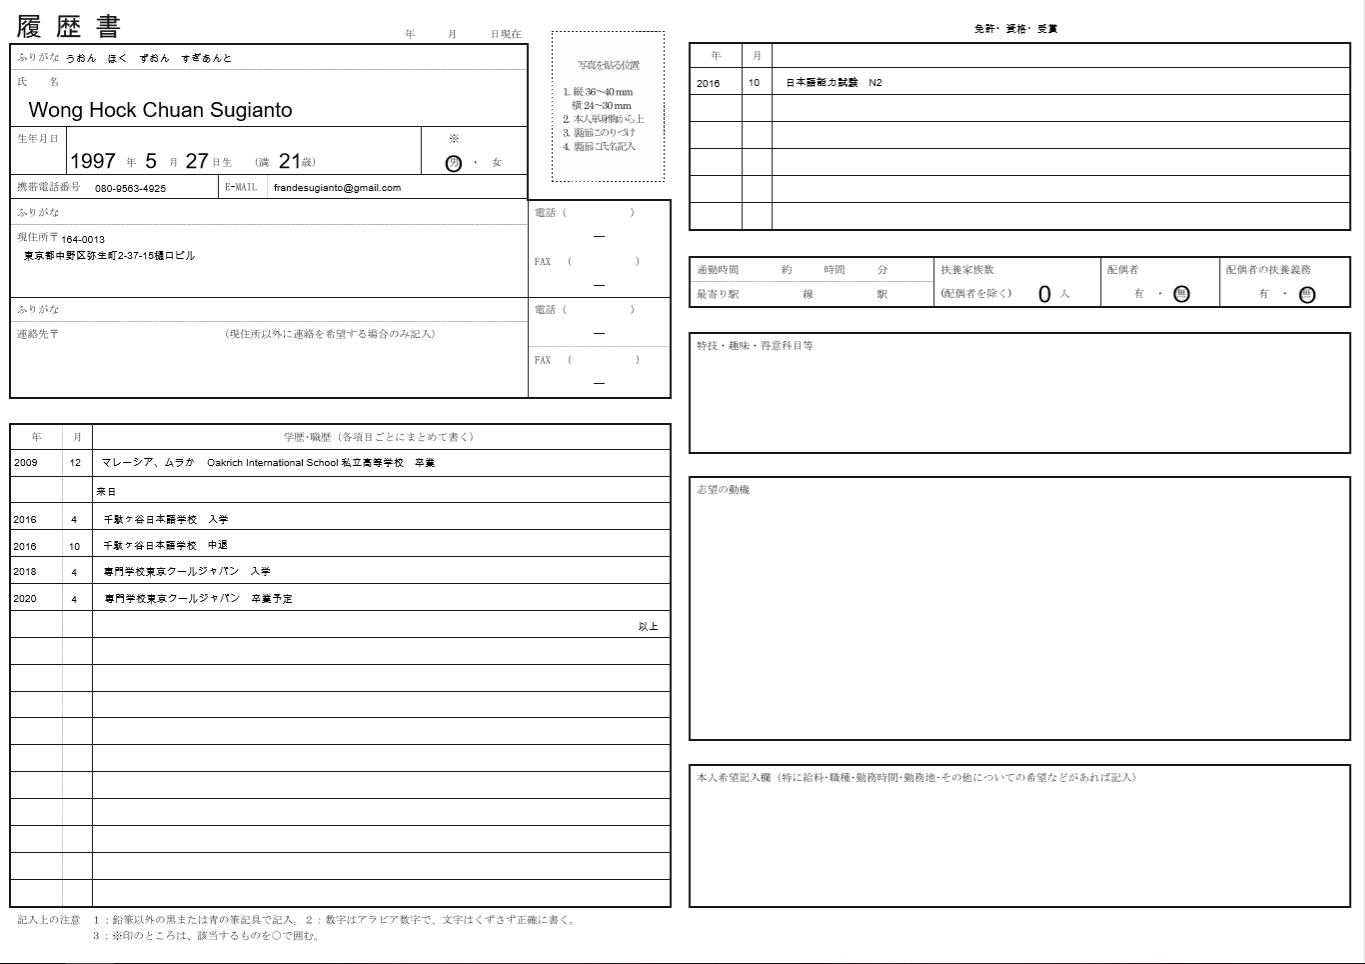 履歴書
年 月 日現在
ふりがな うおん ほく ずおん すぎあんと
氏 名
Wong Hock Chuan Sugianto
生年月日
1997 年 5 月 27 日生 (満 21 歳)
※
男 ・ 女
携帯電話番号 080-9563-4925 E-MAIL frandesugianto@gmail.com
写真を貼る位置
1. 縦 36〜40 mm
横 24〜30 mm
2. 本人単身胸から上
3. 裏面にのりづけ
4. 裏面に氏名記入
ふりがな
現住所〒 164-0013
東京都中野区弥生町2-37-15樋口ビル
電話 ( )
—
FAX ( )
—
ふりがな
連絡先〒 (現住所以外に連絡を希望する場合のみ記入)
電話 ( )
—
FAX ( )
—
年 月 学歴・職歴 (各項目ごとにまとめて書く)
2009 12 マレーシア、ムラか Oakrich International School 私立高等学校 卒業
来日
2016 4 千駄ケ谷日本語学校 入学
2016 10 千駄ケ谷日本語学校 中退
2018 4 専門学校東京クールジャパン 入学
2020 4 専門学校東京クールジャパン 卒業予定
以上
記入上の注意 1:鉛筆以外の黒または青の筆記具で記入。2:数字はアラビア数字で、文字はくずさず正確に書く。
3:※印のところは、該当するものを○で囲む。
免許・資格・受賞
年 月
2016 10 日本語能力試験 N2
通勤時間 約 時間 分
最寄り駅 線 駅
扶養家族数
(配偶者を除く) 0 人
配偶者
有 ・ 無
配偶者の扶養義務
有 ・ 無
特技・趣味・得意科目等
志望の動機
本人希望記入欄 (特に給料・職種・勤務時間・勤務地・その他についての希望などがあれば記入)